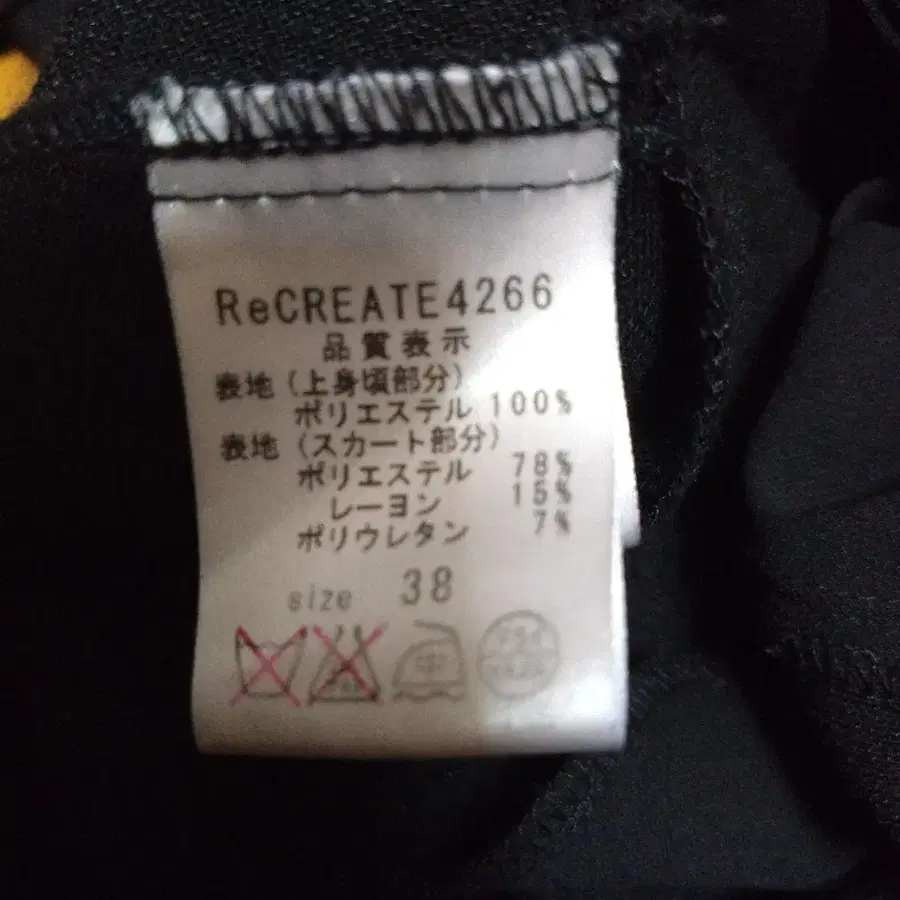 ReCREATE4266
品質表示
表地(上身頃部分)
ポリエステル 100%
表地(スカート部分)
ポリエステル 78%
レーヨン 15%
ポリウレタン 7%
size 38